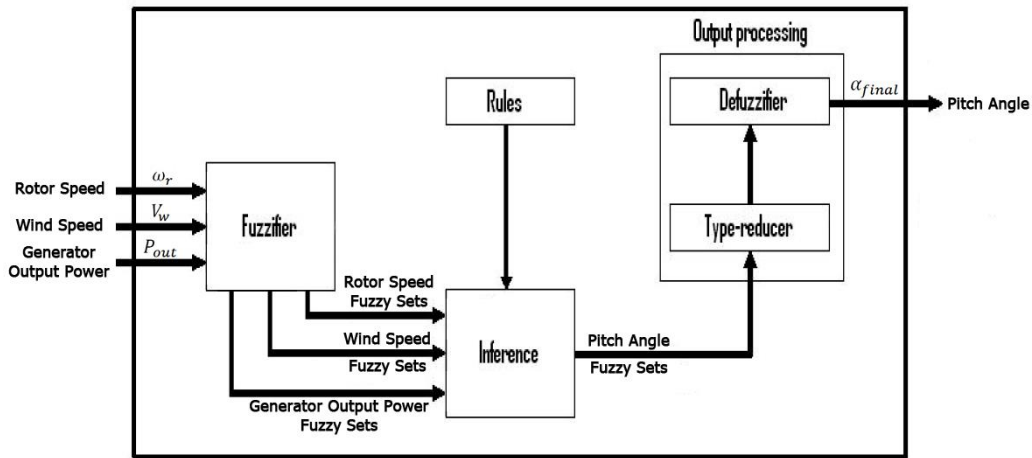 Output processing
Rules
Defuzzifier
α_final
Pitch Angle
Rotor Speed
ω_r
Wind Speed
V_w
Generator
Output Power
P_out
Fuzzifier
Type-reducer
Rotor Speed
Fuzzy Sets
Wind Speed
Fuzzy Sets
Generator Output Power
Fuzzy Sets
Inference
Pitch Angle
Fuzzy Sets